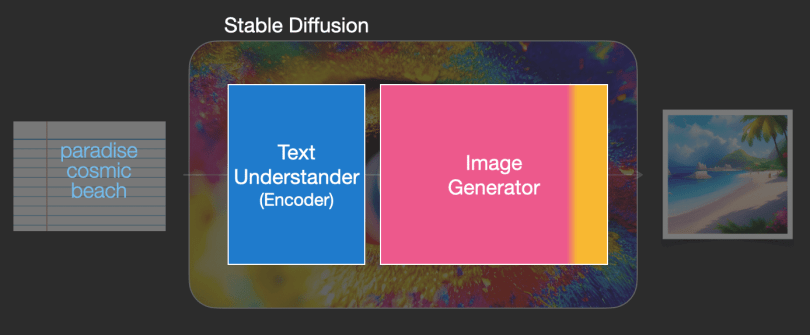 Stable Diffusion
paradise
cosmic
beach
Text
Understander
(Encoder)
Image
Generator